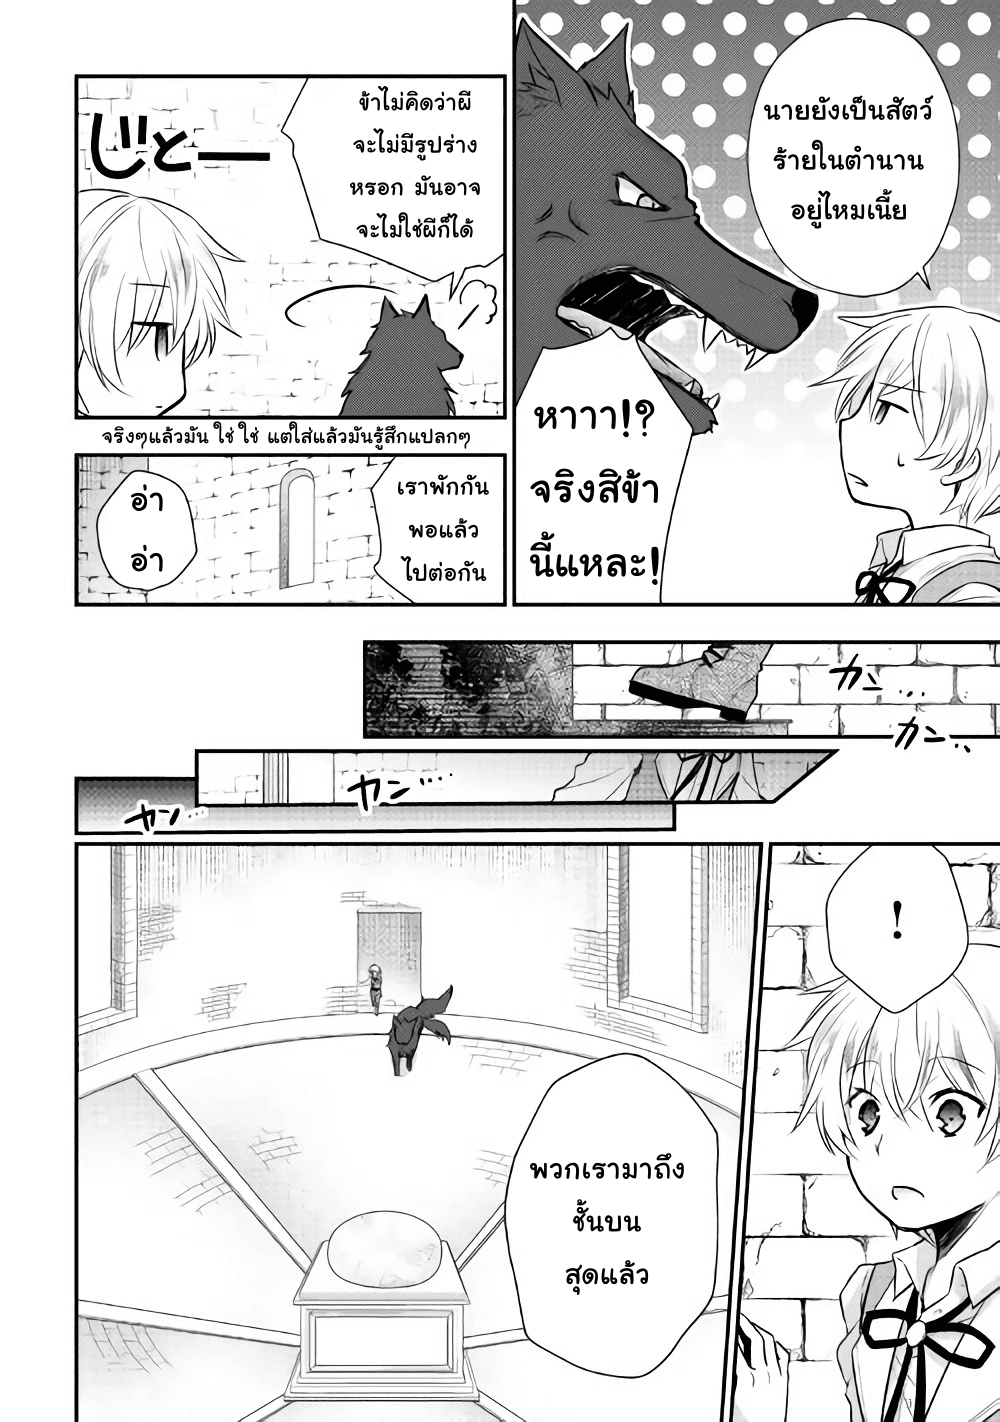 นายยังเป็นสัตว์
ร้ายในตำนาน
อยู่ไหมเนี้ย
หาาา!?
จริงสิข้า
นี้แหละ!
ข้าไม่คิดว่าผี
จะไม่มีรูปร่าง
หรอก มันอาจ
จะไม่ใช่ผีก็ได้
じとー
จริงๆแล้วมัน ใช่ ใช่ แต่ใส่แล้วมันรู้สึกแปลกๆ
เราพักกัน
พอแล้ว
ไปต่อกัน
อ่า
อ่า
カン…
カン…
カン…
カン…
!
พวกเรามาถึง
ชั้นบน
สุดแล้ว